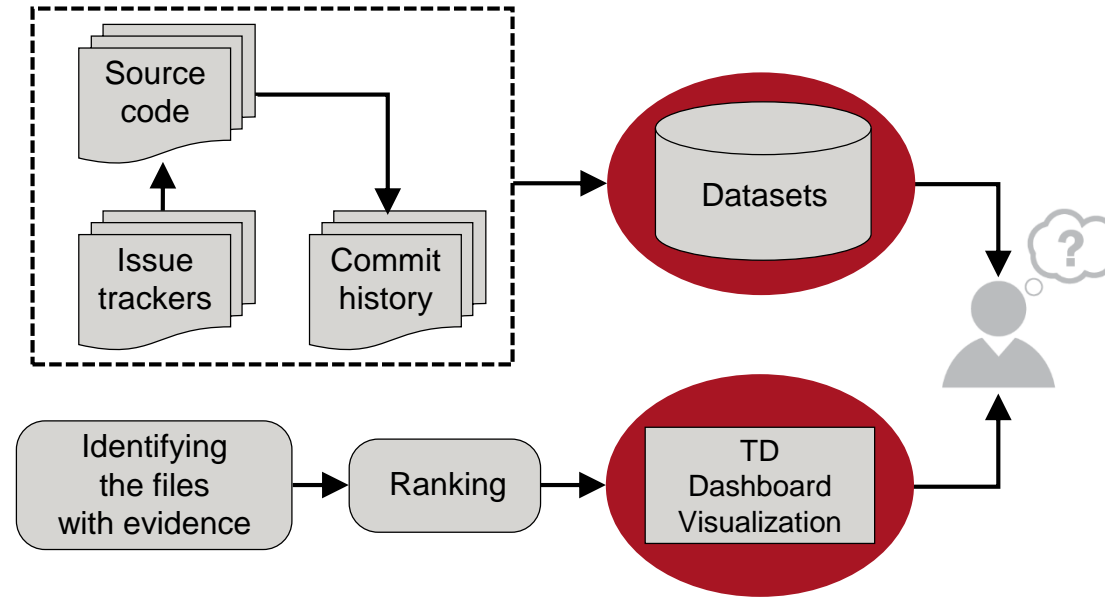 Source
code
Issue
trackers
Commit
history
Datasets
?
Identifying
the files
with evidence
Ranking
TD
Dashboard
Visualization